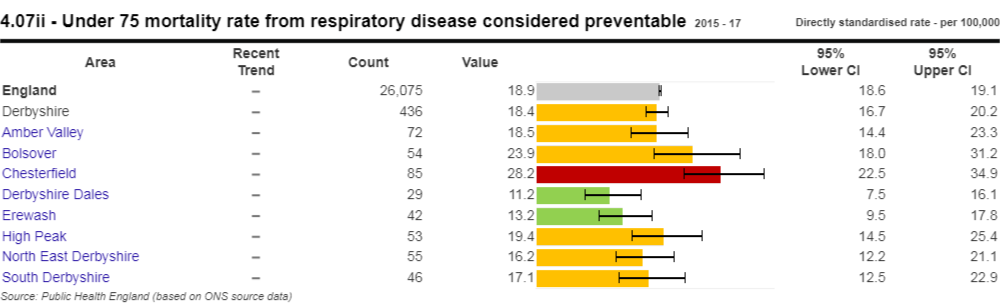 4.07ii - Under 75 mortality rate from respiratory disease considered preventable 2015 - 17 Directly standardised rate - per 100,000
Area Recent Trend Count Value 95% Lower CI 95% Upper CI
England – 26,075 18.9 18.6 19.1
Derbyshire – 436 18.4 16.7 20.2
Amber Valley – 72 18.5 14.4 23.3
Bolsover – 54 23.9 18.0 31.2
Chesterfield – 85 28.2 22.5 34.9
Derbyshire Dales – 29 11.2 7.5 16.1
Erewash – 42 13.2 9.5 17.8
High Peak – 53 19.4 14.5 25.4
North East Derbyshire – 55 16.2 12.2 21.1
South Derbyshire – 46 17.1 12.5 22.9
Source: Public Health England (based on ONS source data)